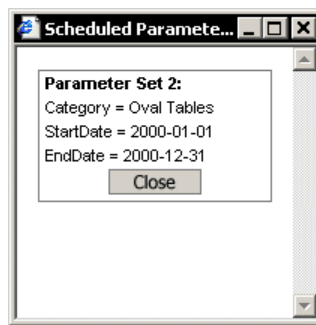 Scheduled Paramete...
Parameter Set 2:
Category = Oval Tables
StartDate = 2000-01-01
EndDate = 2000-12-31
Close